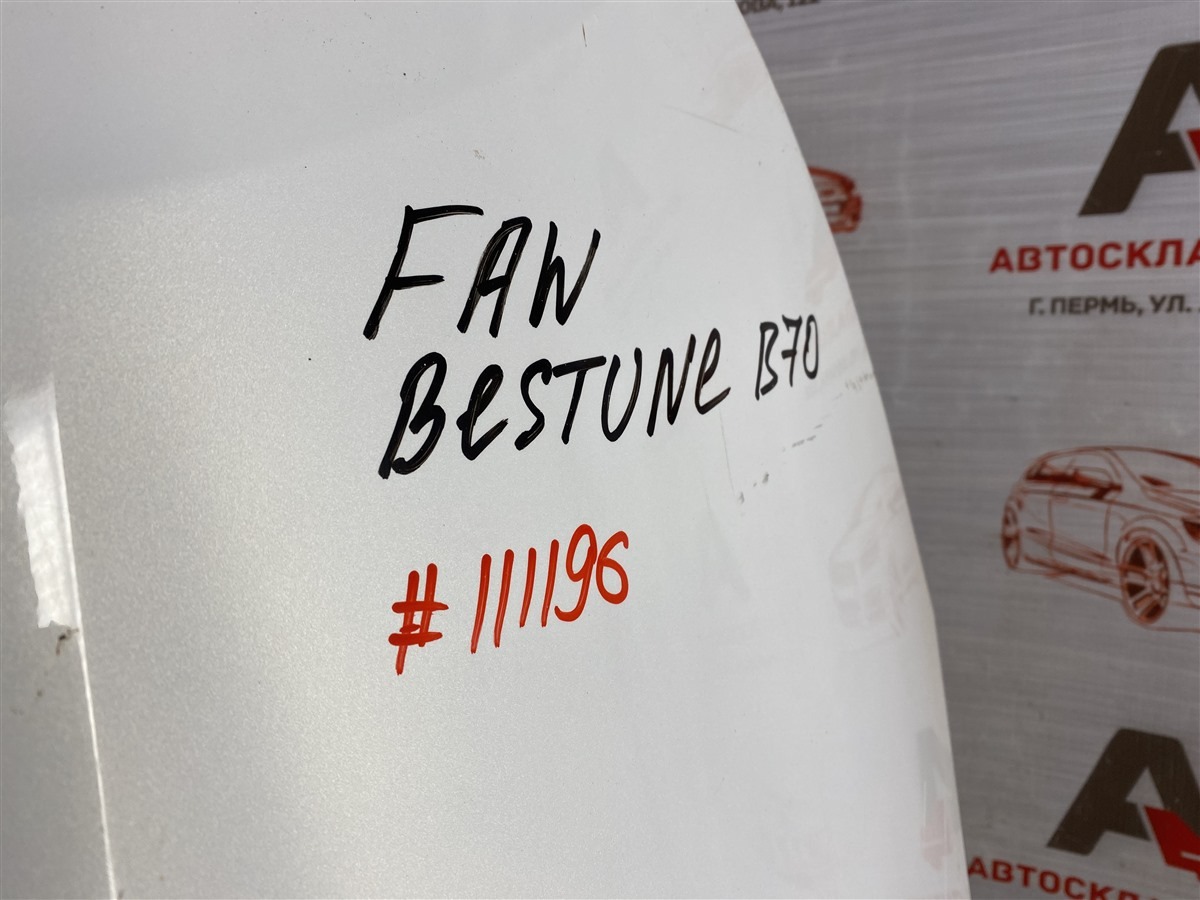 FAW
BeSTUNe B70
#111196
АВТОСКЛА
Г. ПЕРМЬ, УЛ.
АВТОСКЛА